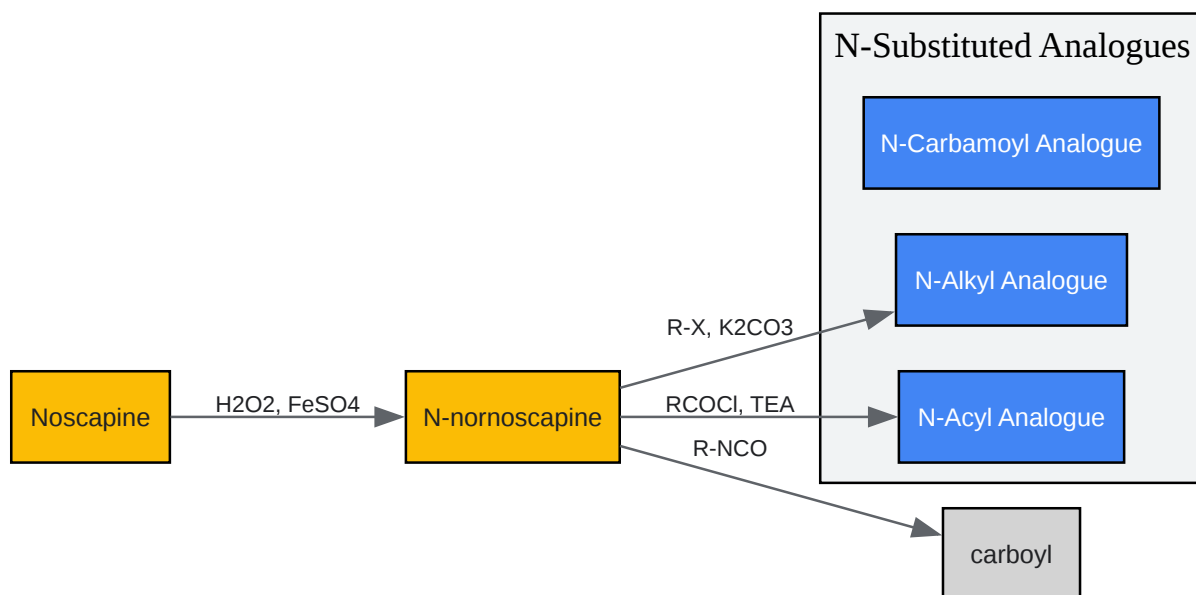 N-Substituted Analogues
N-Carbamoyl Analogue
N-Alkyl Analogue
R-X, K2CO3
Noscapine
H2O2, FeSO4
N-nornoscapine
RCOCl, TEA
N-Acyl Analogue
R-NCO
carboyl